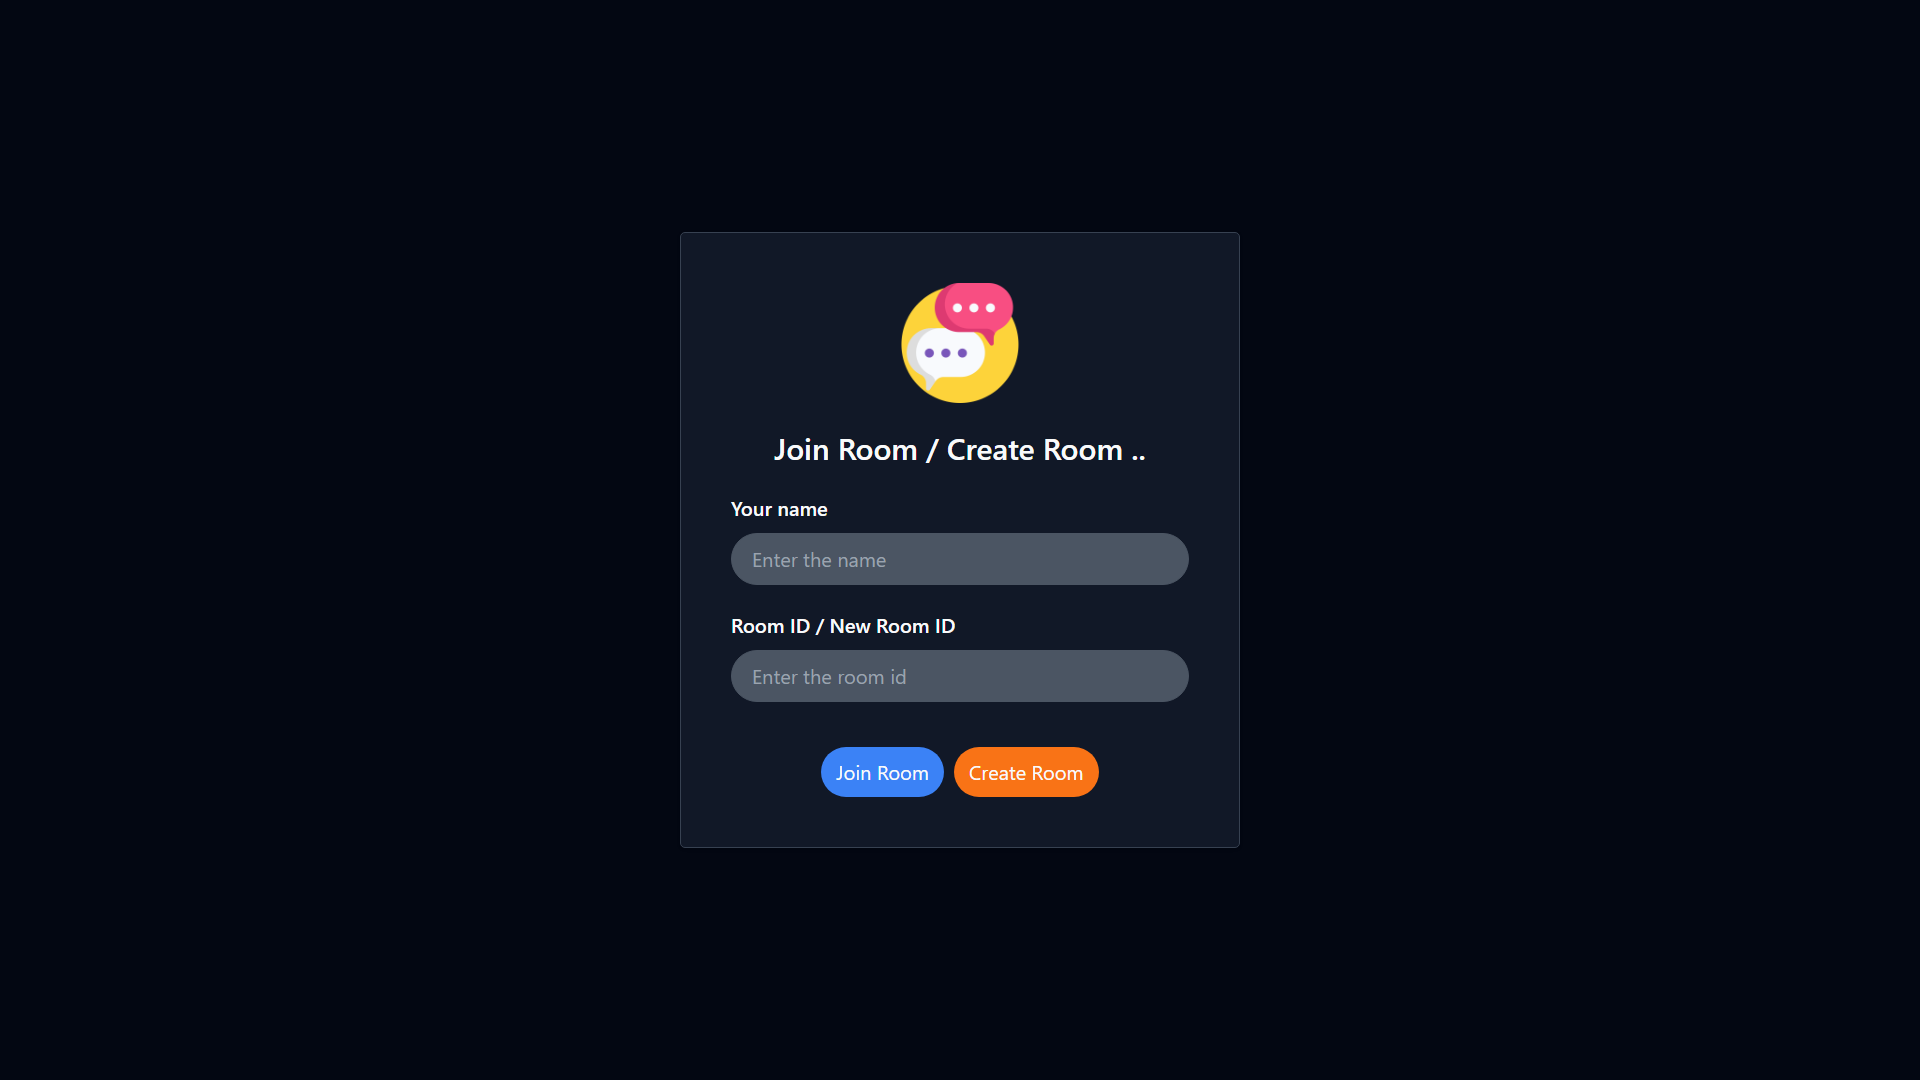 Join Room / Create Room ..
Your name
Enter the name
Room ID / New Room ID
Enter the room id
Join Room
Create Room